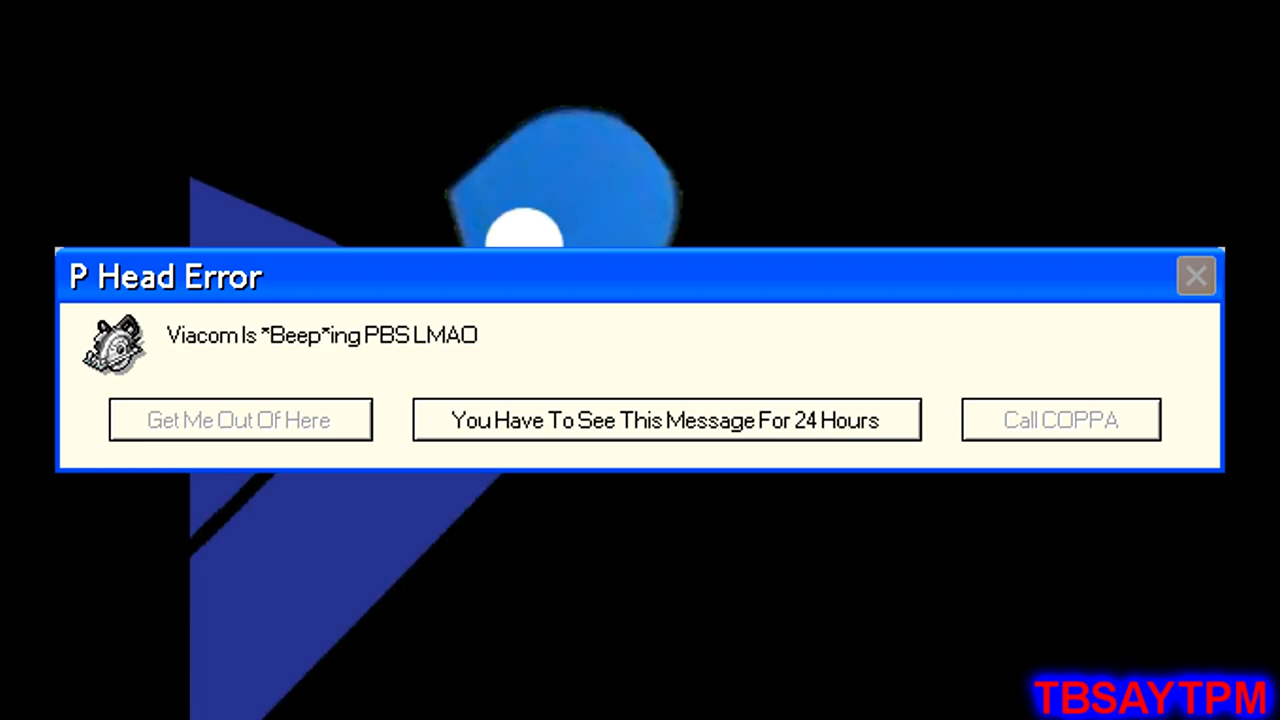 P Head Error
Viacom Is *Beep*ing PBS LMAO
Get Me Out Of Here
You Have To See This Message For 24 Hours
Call COPPA
TBSAYTPM